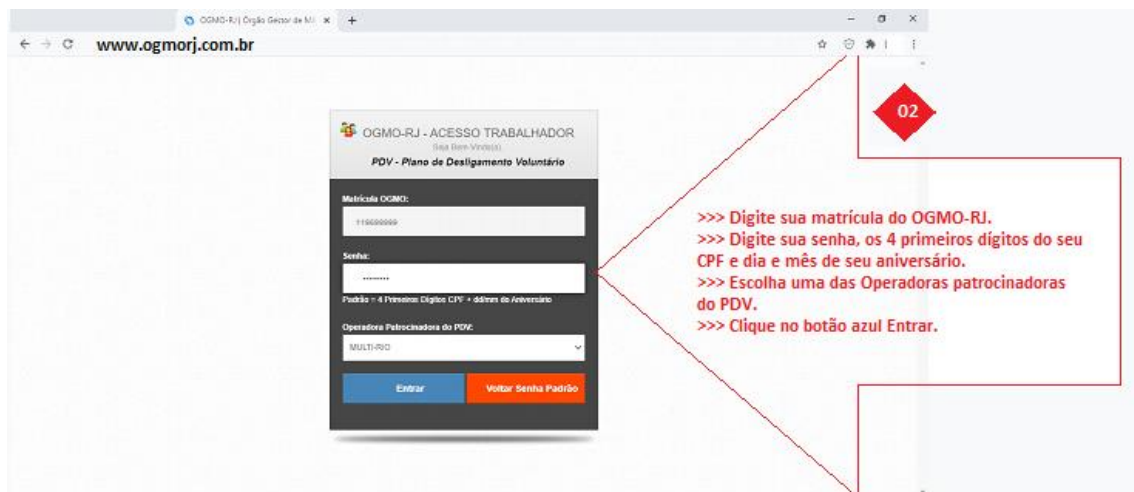 OGMO-RJ | Órgão Gestor de M
www.ogmorj.com.br
02
OGMO-RJ - ACESSO TRABALHADOR
Seja Bem Vindo(a)
PDV - Plano de Desligamento Voluntário
Matrícula OGMO:
Senha:
Padrão = 4 Primeiros Dígitos CPF + dd/mm do Aniversário
Operadora Patrocinadora do PDV:
MULTI-RIO
Entrar
Voltar Senha Padrão
>>> Digite sua matrícula do OGMO-RJ.
>>> Digite sua senha, os 4 primeiros dígitos do seu
CPF e dia e mês de seu aniversário.
>>> Escolha uma das Operadoras patrocinadoras
do PDV.
>>> Clique no botão azul Entrar.